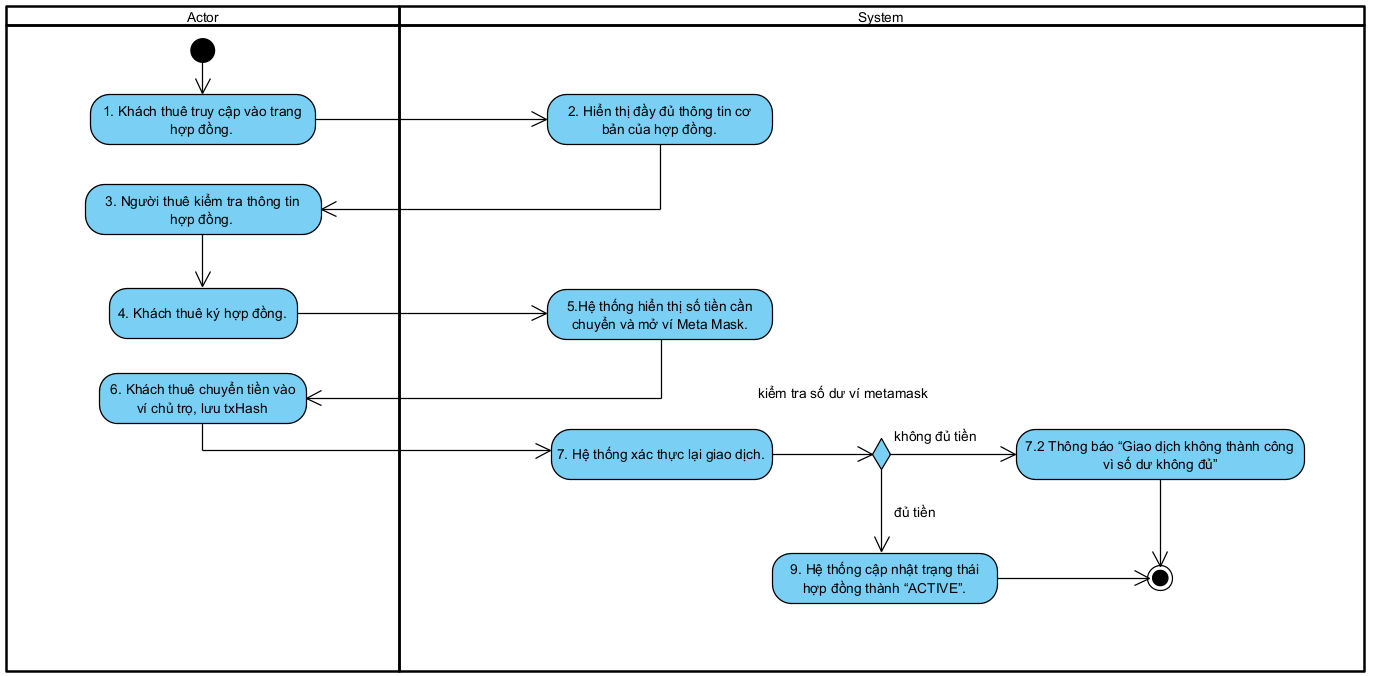 Actor
System
1. Khách thuê truy cập vào trang
hợp đồng.
2. Hiển thị đầy đủ thông tin cơ
bản của hợp đồng.
3. Người thuê kiểm tra thông tin
hợp đồng.
4. Khách thuê ký hợp đồng.
5.Hệ thống hiển thị số tiền cần
chuyển và mở ví Meta Mask.
6. Khách thuê chuyển tiền vào
ví chủ trọ, lưu txHash
kiểm tra số dư ví metamask
7. Hệ thống xác thực lại giao dịch.
không đủ tiền
7.2 Thông báo “Giao dịch không thành công
vì số dư không đủ”
đủ tiền
9. Hệ thống cập nhật trạng thái
hợp đồng thành “ACTIVE”.